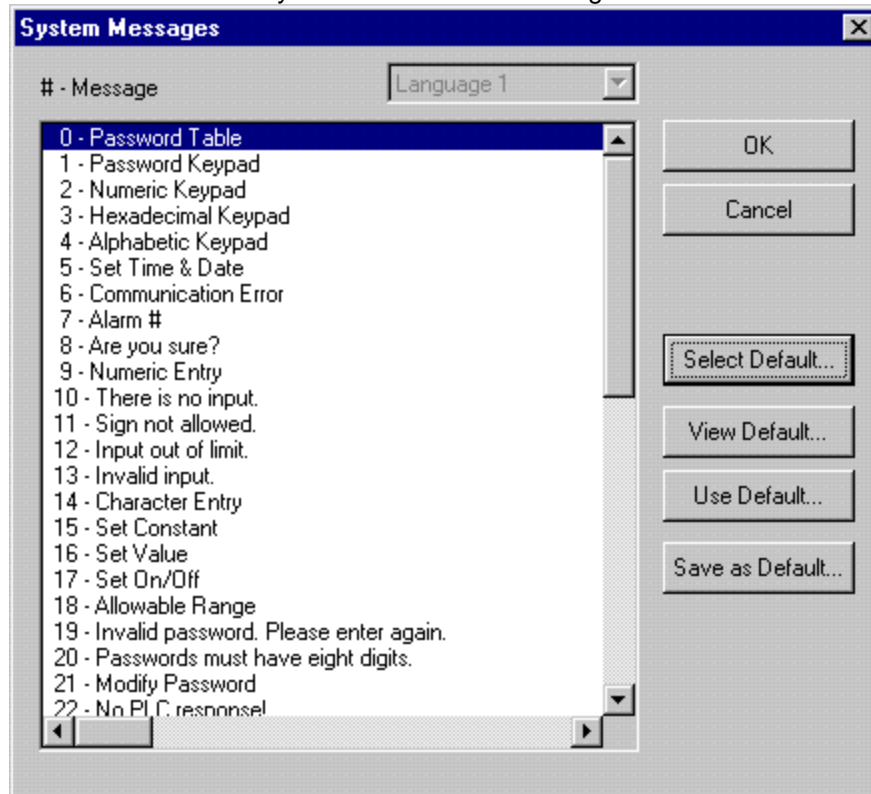 System Messages
# - Message
Language 1
0 - Password Table
1 - Password Keypad
2 - Numeric Keypad
3 - Hexadecimal Keypad
4 - Alphabetic Keypad
5 - Set Time & Date
6 - Communication Error
7 - Alarm #
8 - Are you sure?
9 - Numeric Entry
10 - There is no input.
11 - Sign not allowed.
12 - Input out of limit.
13 - Invalid input.
14 - Character Entry
15 - Set Constant
16 - Set Value
17 - Set On/Off
18 - Allowable Range
19 - Invalid password. Please enter again.
20 - Passwords must have eight digits.
21 - Modify Password
22 - No PLC response!
OK
Cancel
Select Default...
View Default...
Use Default...
Save as Default...